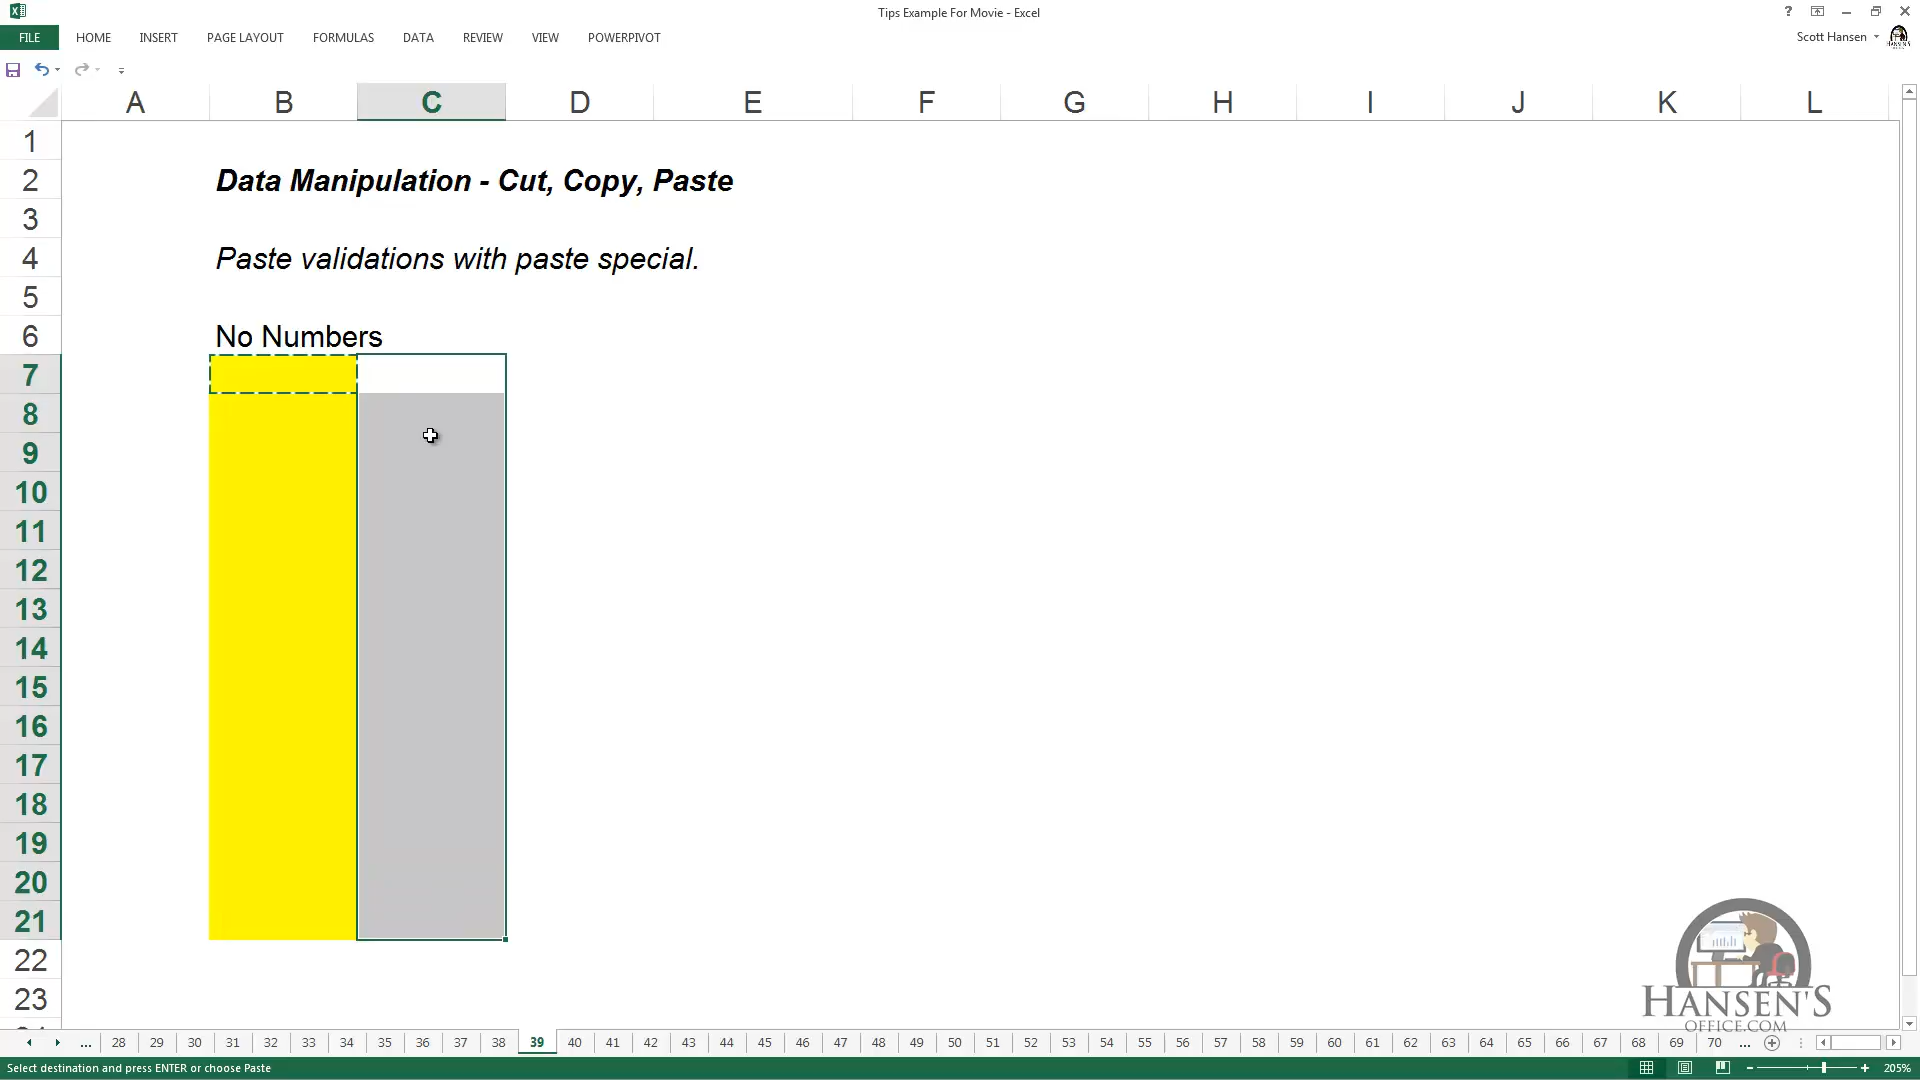 Tips Example For Movie - Excel
?
FILE HOME INSERT PAGE LAYOUT FORMULAS DATA REVIEW VIEW POWERPIVOT
Scott Hansen
A B C D E F G H I J K L
1
2 Data Manipulation - Cut, Copy, Paste
3
4 Paste validations with paste special.
5
6 No Numbers
7
8
9
10
11
12
13
14
15
16
17
18
19
20
21
22
23
HANSEN'S
OFFICE.COM
... 28 29 30 31 32 33 34 35 36 37 38 39 40 41 42 43 44 45 46 47 48 49 50 51 52 53 54 55 56 57 58 59 60 61 62 63 64 65 66 67 68 69 70 ...
Select destination and press ENTER or choose Paste
205%